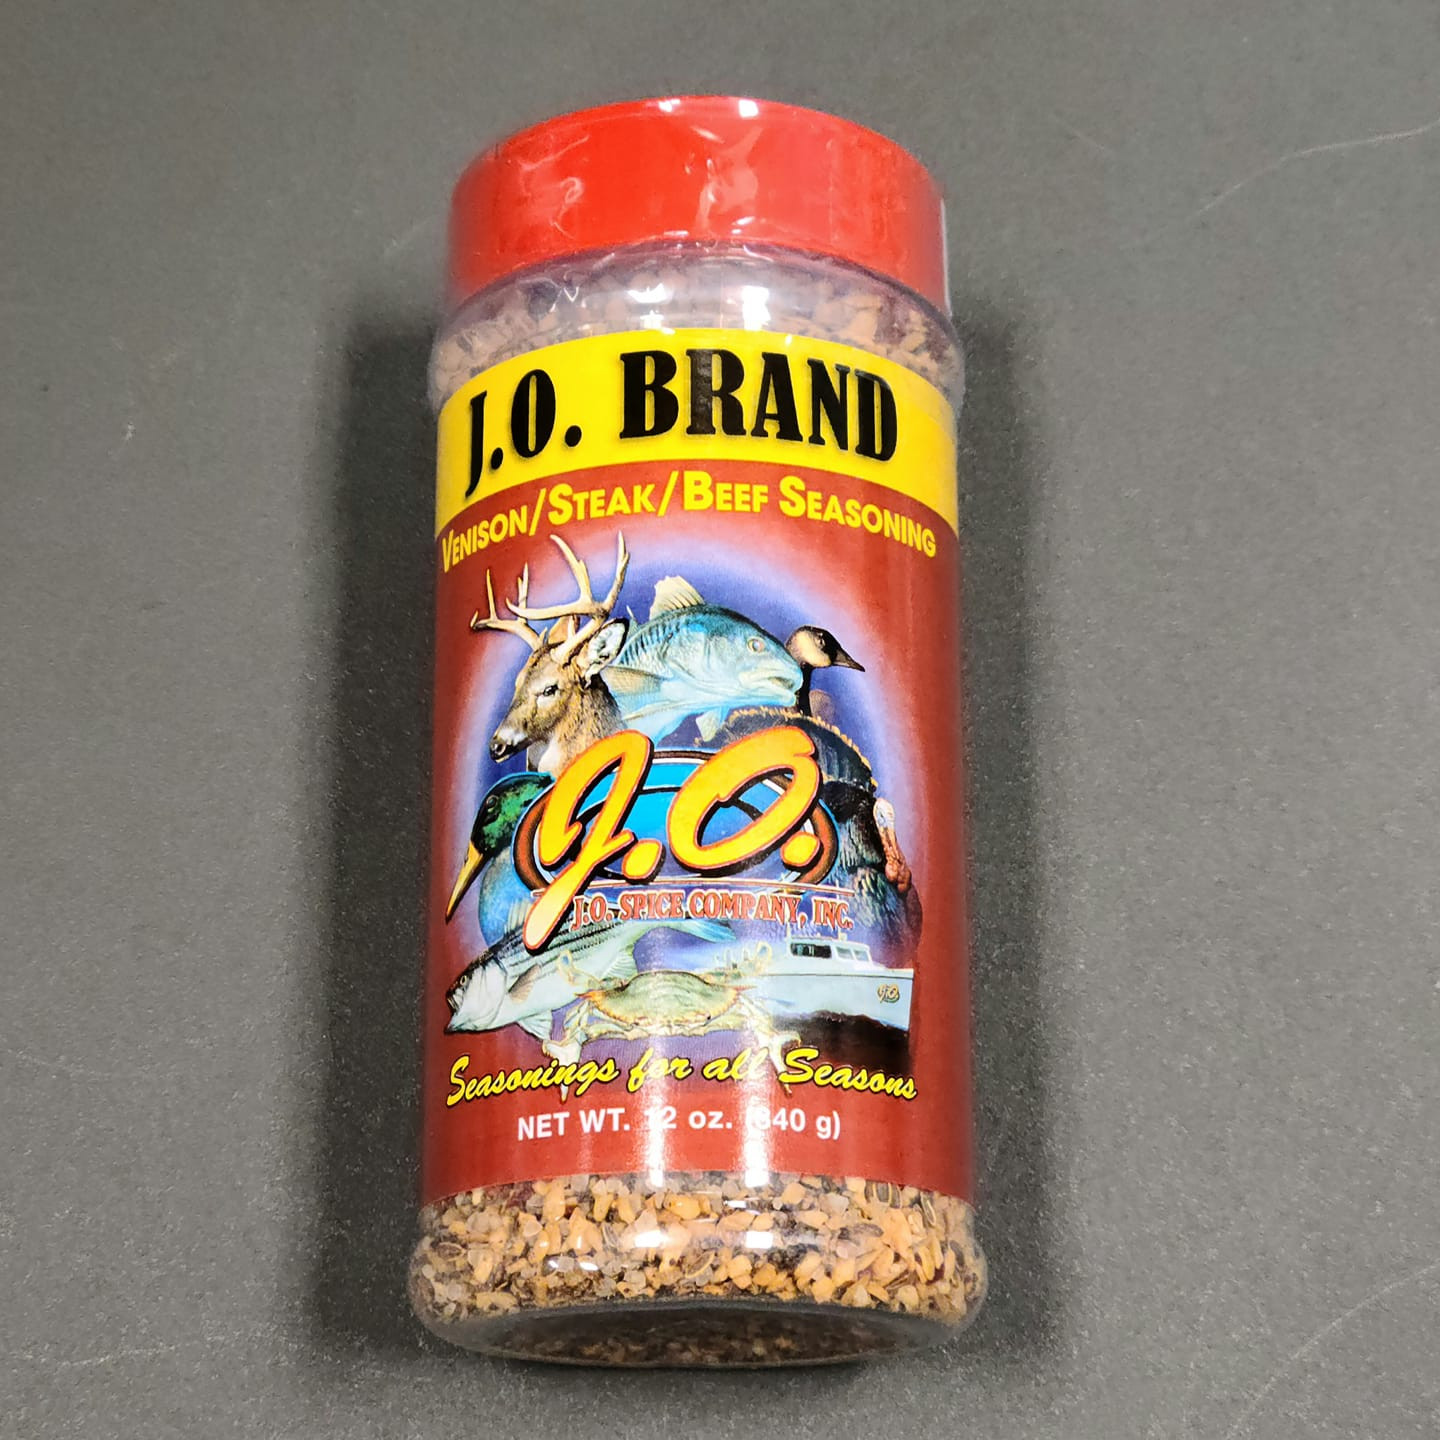 J.O. BRAND
VENISON/STEAK/BEEF SEASONING
J.O.
J.O. SPICE COMPANY, INC.
J.O.
Seasonings for all Seasons
NET WT. 12 oz. (340 g)